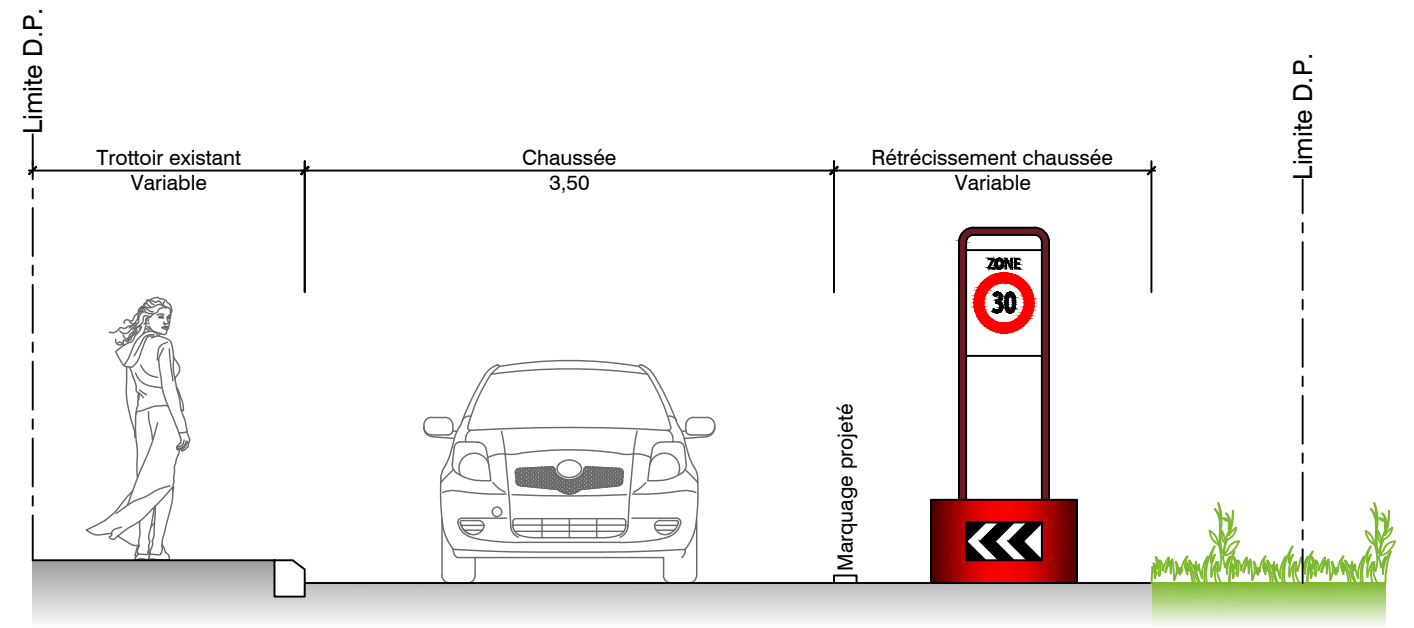 Limite D.P.
Trottoir existant
Variable
Chaussée
3,50
Rétrécissement chaussée
Variable
Limite D.P.
ZONE
30
Marquage projeté